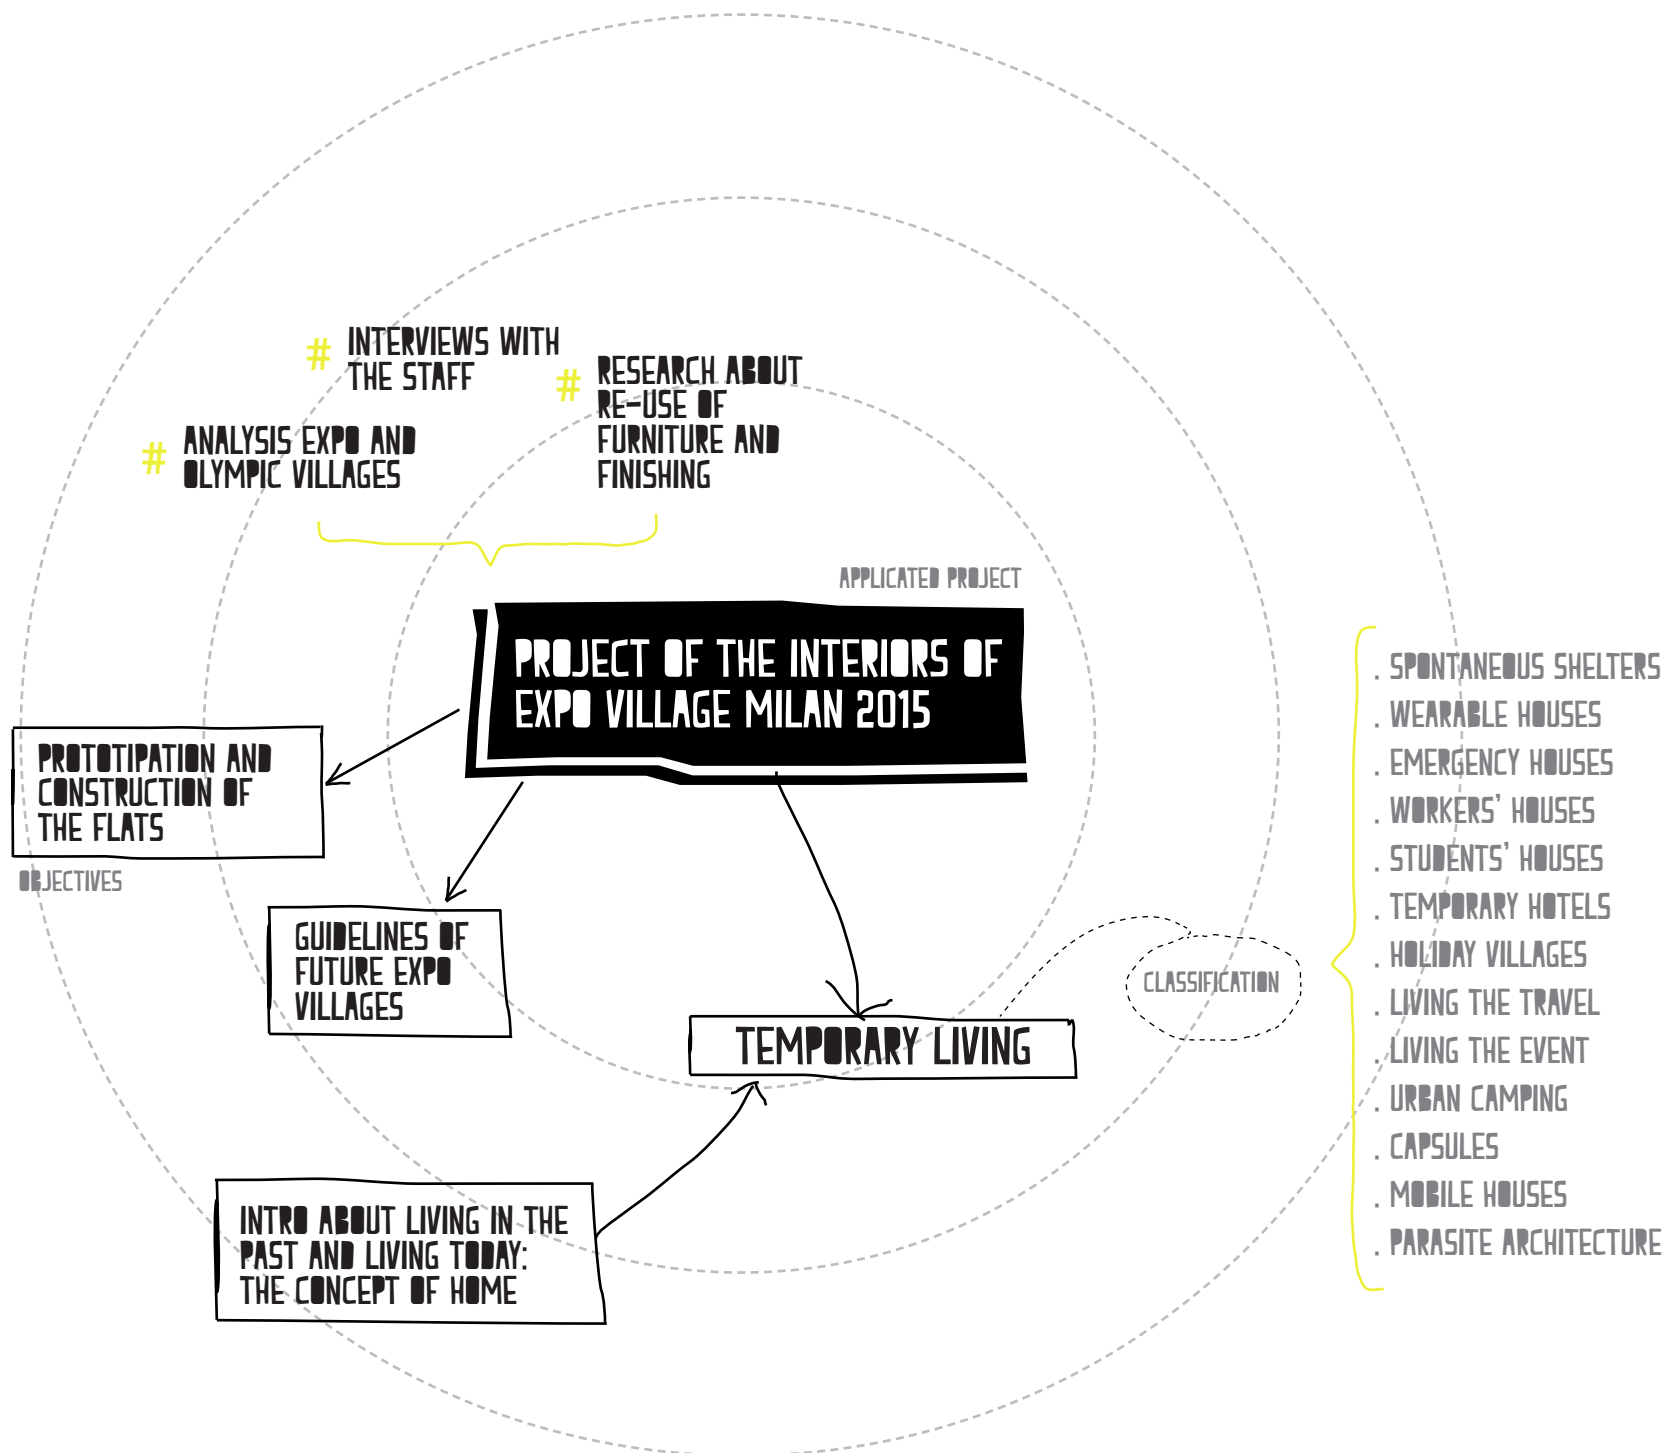 # INTERVIEWS WITH
THE STAFF
# RESEARCH ABOUT
RE-USE OF
FURNITURE AND
FINISHING
# ANALYSIS EXPO AND
OLYMPIC VILLAGES
APPLICATED PROJECT
PROJECT OF THE INTERIORS OF
EXPO VILLAGE MILAN 2015
PROTOTIPATION AND
CONSTRUCTION OF
THE FLATS
OBJECTIVES
GUIDELINES OF
FUTURE EXPO
VILLAGES
TEMPORARY LIVING
CLASSIFICATION
INTRO ABOUT LIVING IN THE
PAST AND LIVING TODAY:
THE CONCEPT OF HOME
. SPONTANEOUS SHELTERS
. WEARABLE HOUSES
. EMERGENCY HOUSES
. WORKERS' HOUSES
. STUDENTS' HOUSES
. TEMPORARY HOTELS
. HOLIDAY VILLAGES
. LIVING THE TRAVEL
. LIVING THE EVENT
. URBAN CAMPING
. CAPSULES
. MOBILE HOUSES
. PARASITE ARCHITECTURE